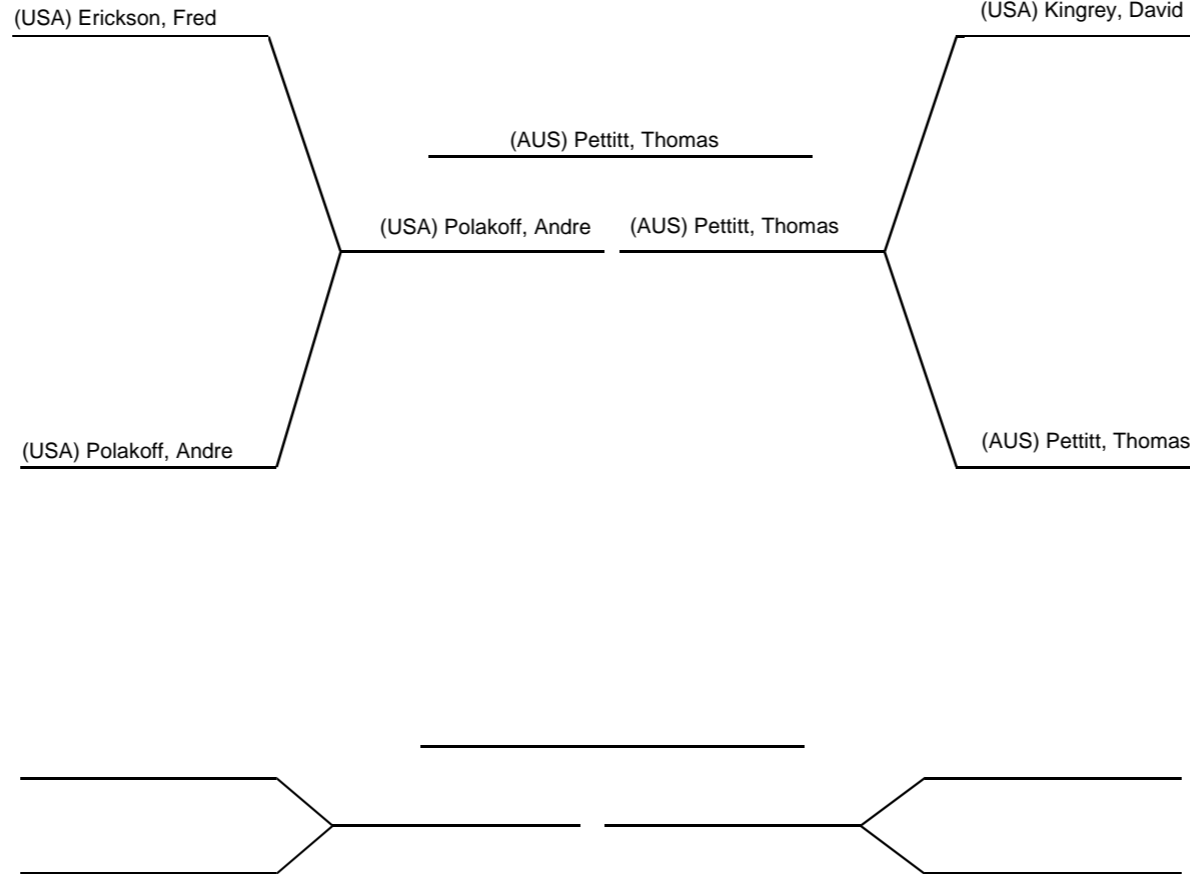 (USA) Erickson, Fred
(USA) Kingrey, David
(AUS) Pettitt, Thomas
(USA) Polakoff, Andre
(AUS) Pettitt, Thomas
(USA) Polakoff, Andre
(AUS) Pettitt, Thomas